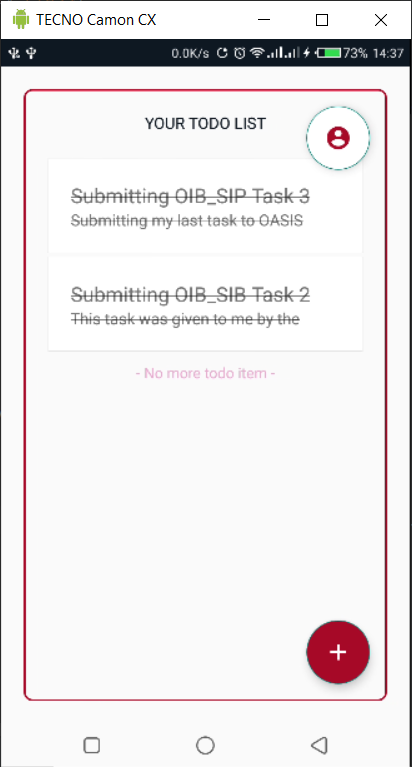 TECNO Camon CX
0.0K/s 73% 14:37
YOUR TODO LIST
Submitting OIB_SIP Task 3
Submitting my last task to OASIS
Submitting OIB_SIB Task 2
This task was given to me by the
- No more todo item -